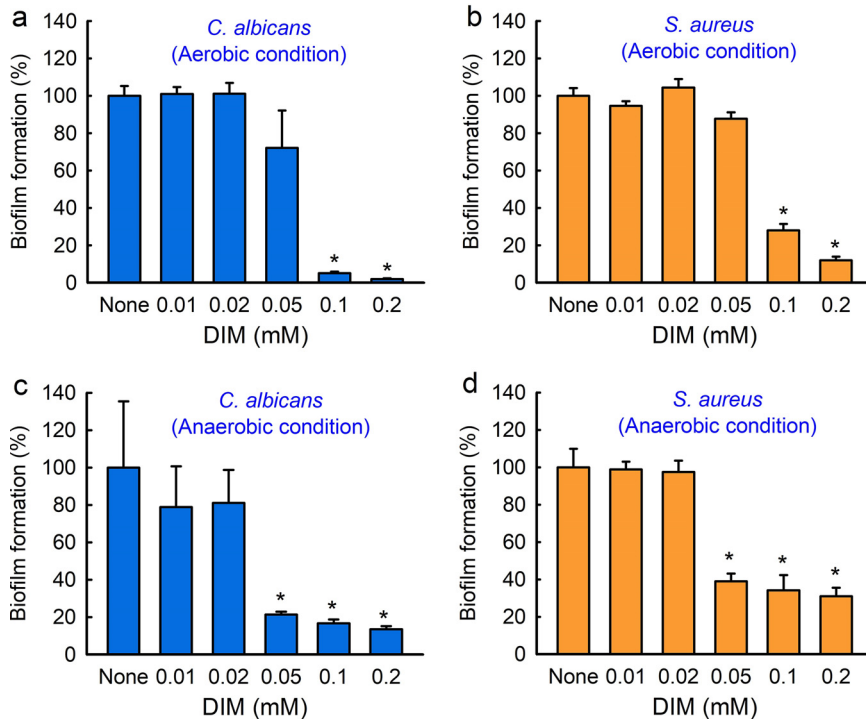 a
C. albicans
(Aerobic condition)
Biofilm formation (%)
140
120
100
80
60
40
20
0
* *
None 0.01 0.02 0.05 0.1 0.2
DIM (mM)
b
S. aureus
(Aerobic condition)
Biofilm formation (%)
140
120
100
80
60
40
20
0
* *
None 0.01 0.02 0.05 0.1 0.2
DIM (mM)
c
C. albicans
(Anaerobic condition)
Biofilm formation (%)
140
120
100
80
60
40
20
0
* * *
None 0.01 0.02 0.05 0.1 0.2
DIM (mM)
d
S. aureus
(Anaerobic condition)
Biofilm formation (%)
140
120
100
80
60
40
20
0
* * *
None 0.01 0.02 0.05 0.1 0.2
DIM (mM)